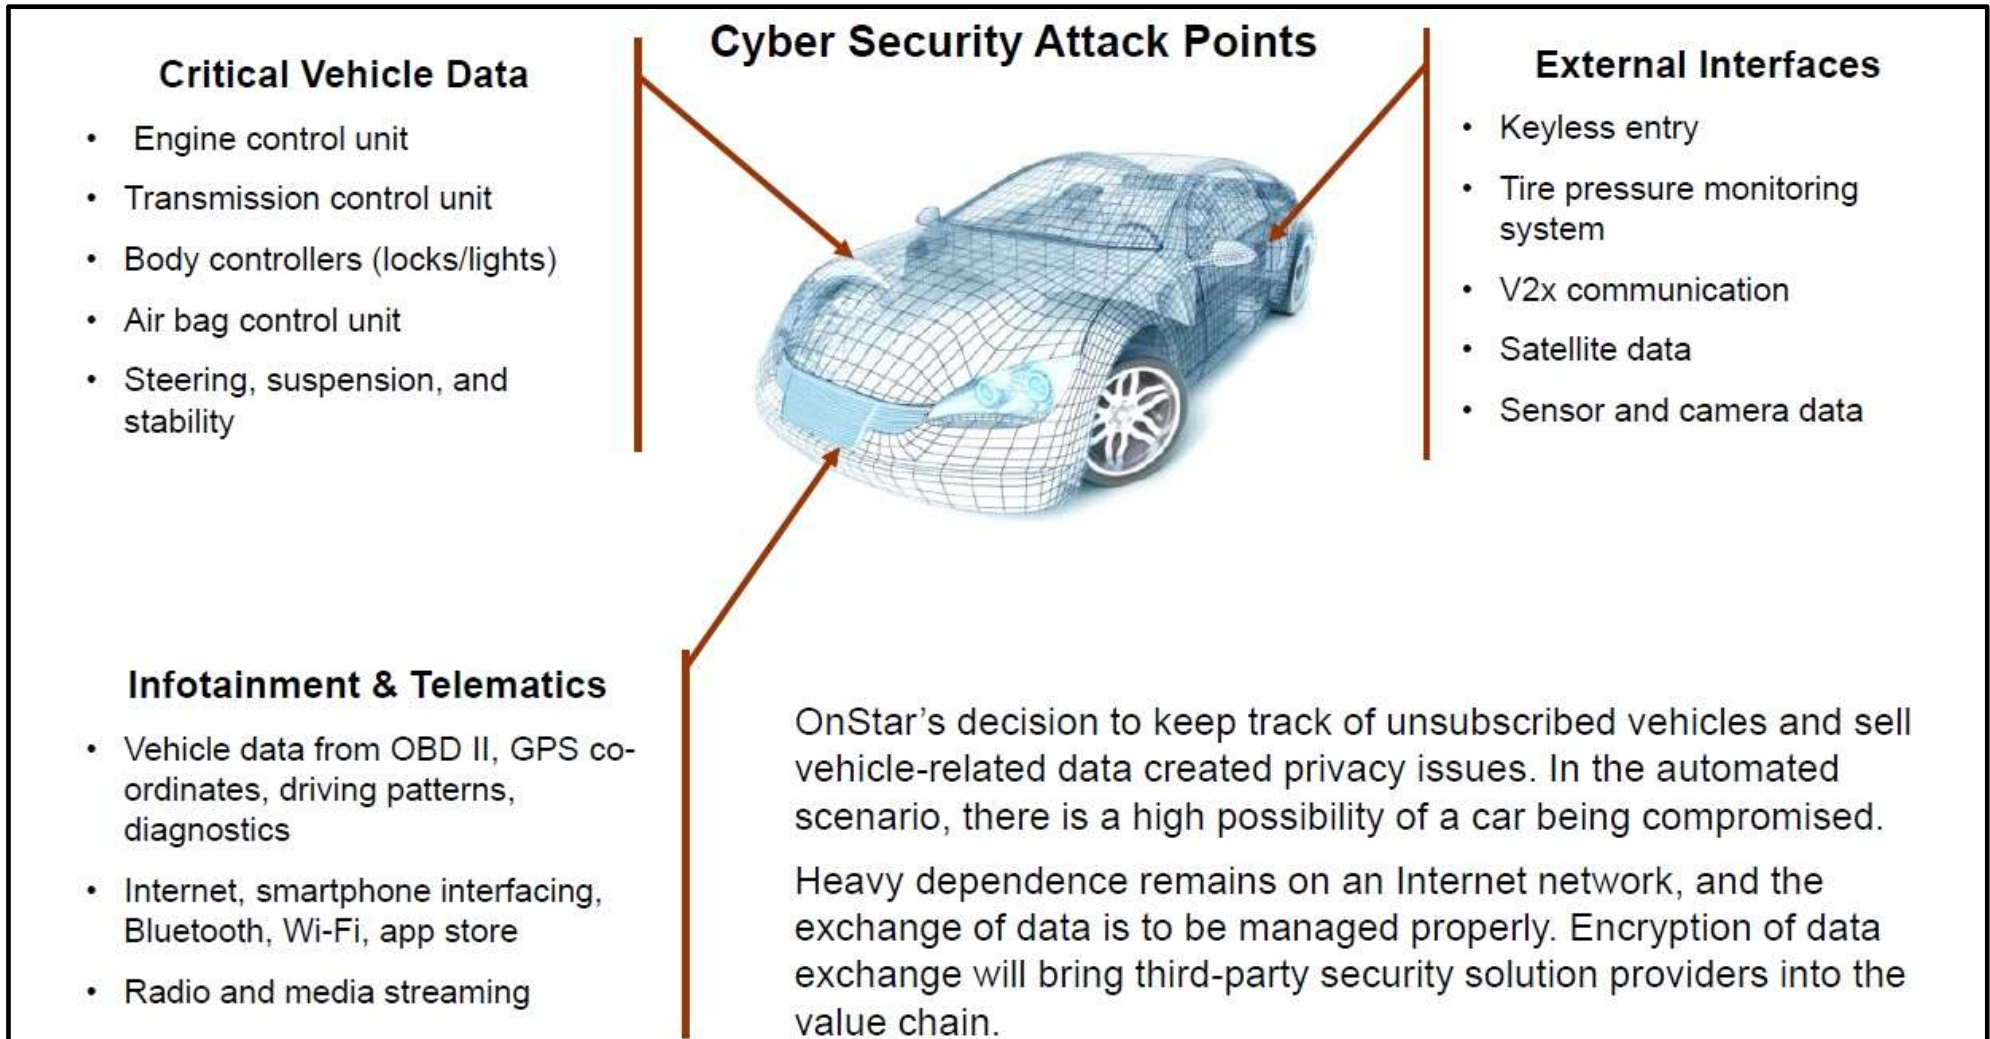 Cyber Security Attack Points
Critical Vehicle Data
• Engine control unit
• Transmission control unit
• Body controllers (locks/lights)
• Air bag control unit
• Steering, suspension, and
stability
External Interfaces
• Keyless entry
• Tire pressure monitoring
system
• V2x communication
• Satellite data
• Sensor and camera data
Infotainment & Telematics
• Vehicle data from OBD II, GPS co-
ordinates, driving patterns,
diagnostics
• Internet, smartphone interfacing,
Bluetooth, Wi-Fi, app store
• Radio and media streaming
OnStar’s decision to keep track of unsubscribed vehicles and sell
vehicle-related data created privacy issues. In the automated
scenario, there is a high possibility of a car being compromised.
Heavy dependence remains on an Internet network, and the
exchange of data is to be managed properly. Encryption of data
exchange will bring third-party security solution providers into the
value chain.